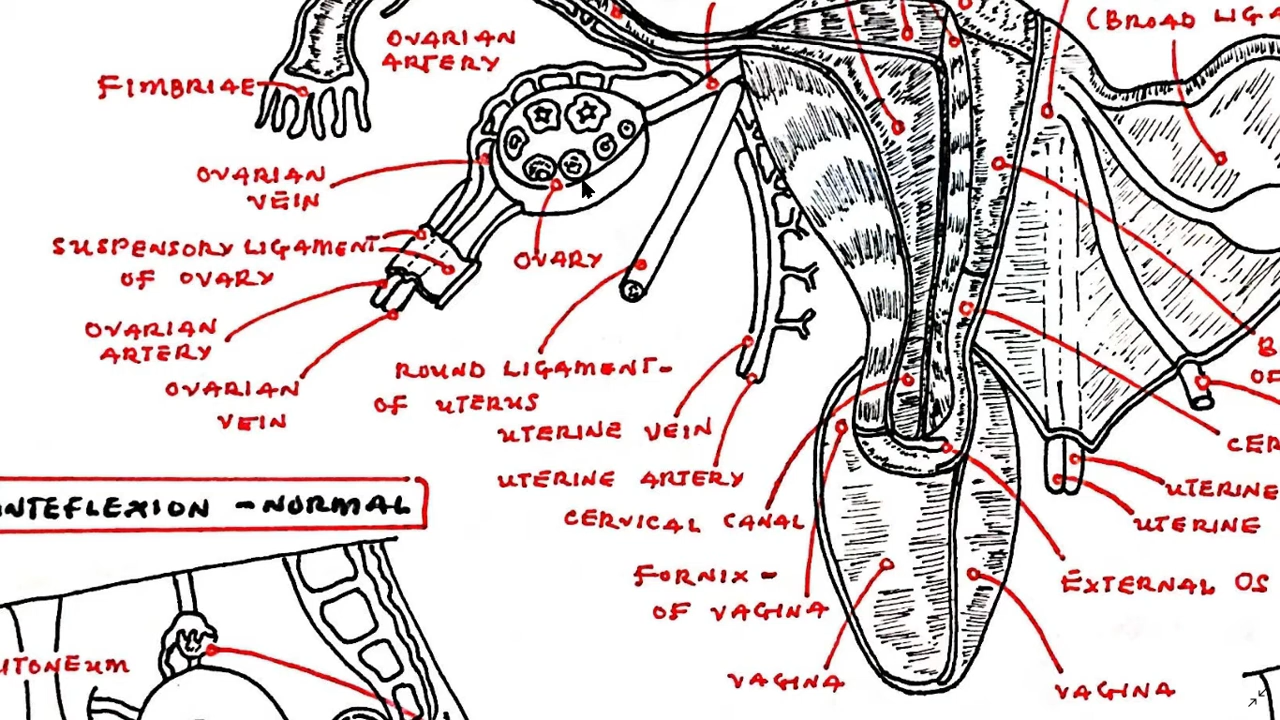 OVARIAN
ARTERY
(BROAD LIGA
FIMBRIAE
OVARIAN
VEIN
SUSPENSORY LIGAMENT
OF OVARY
OVARY
OVARIAN
ARTERY
OVARIAN
VEIN
ROUND LIGAMENT-
OF UTERUS
UTERINE VEIN
UTERINE ARTERY
CERVICAL CANAL
FORNIX-
OF VAGINA
VAGINA
VAGINA
EXTERNAL OS
UTERINE
UTERINE
CER
B
OF
NTEFLEXION - NORMAL
ITONEUM